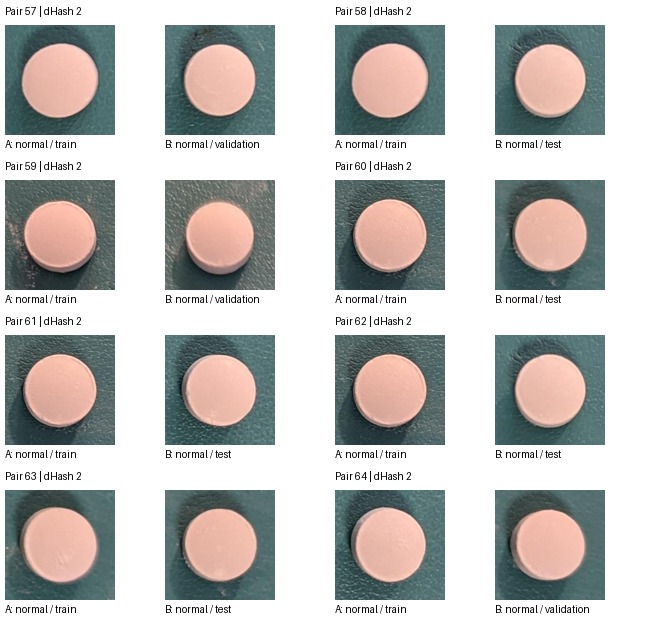 Pair 57 | dHash 2
Pair 58 | dHash 2
A: normal / train
B: normal / validation
A: normal / train
B: normal / test
Pair 59 | dHash 2
Pair 60 | dHash 2
A: normal / train
B: normal / validation
A: normal / train
B: normal / test
Pair 61 | dHash 2
Pair 62 | dHash 2
A: normal / train
B: normal / test
A: normal / train
B: normal / test
Pair 63 | dHash 2
Pair 64 | dHash 2
A: normal / train
B: normal / test
A: normal / train
B: normal / validation